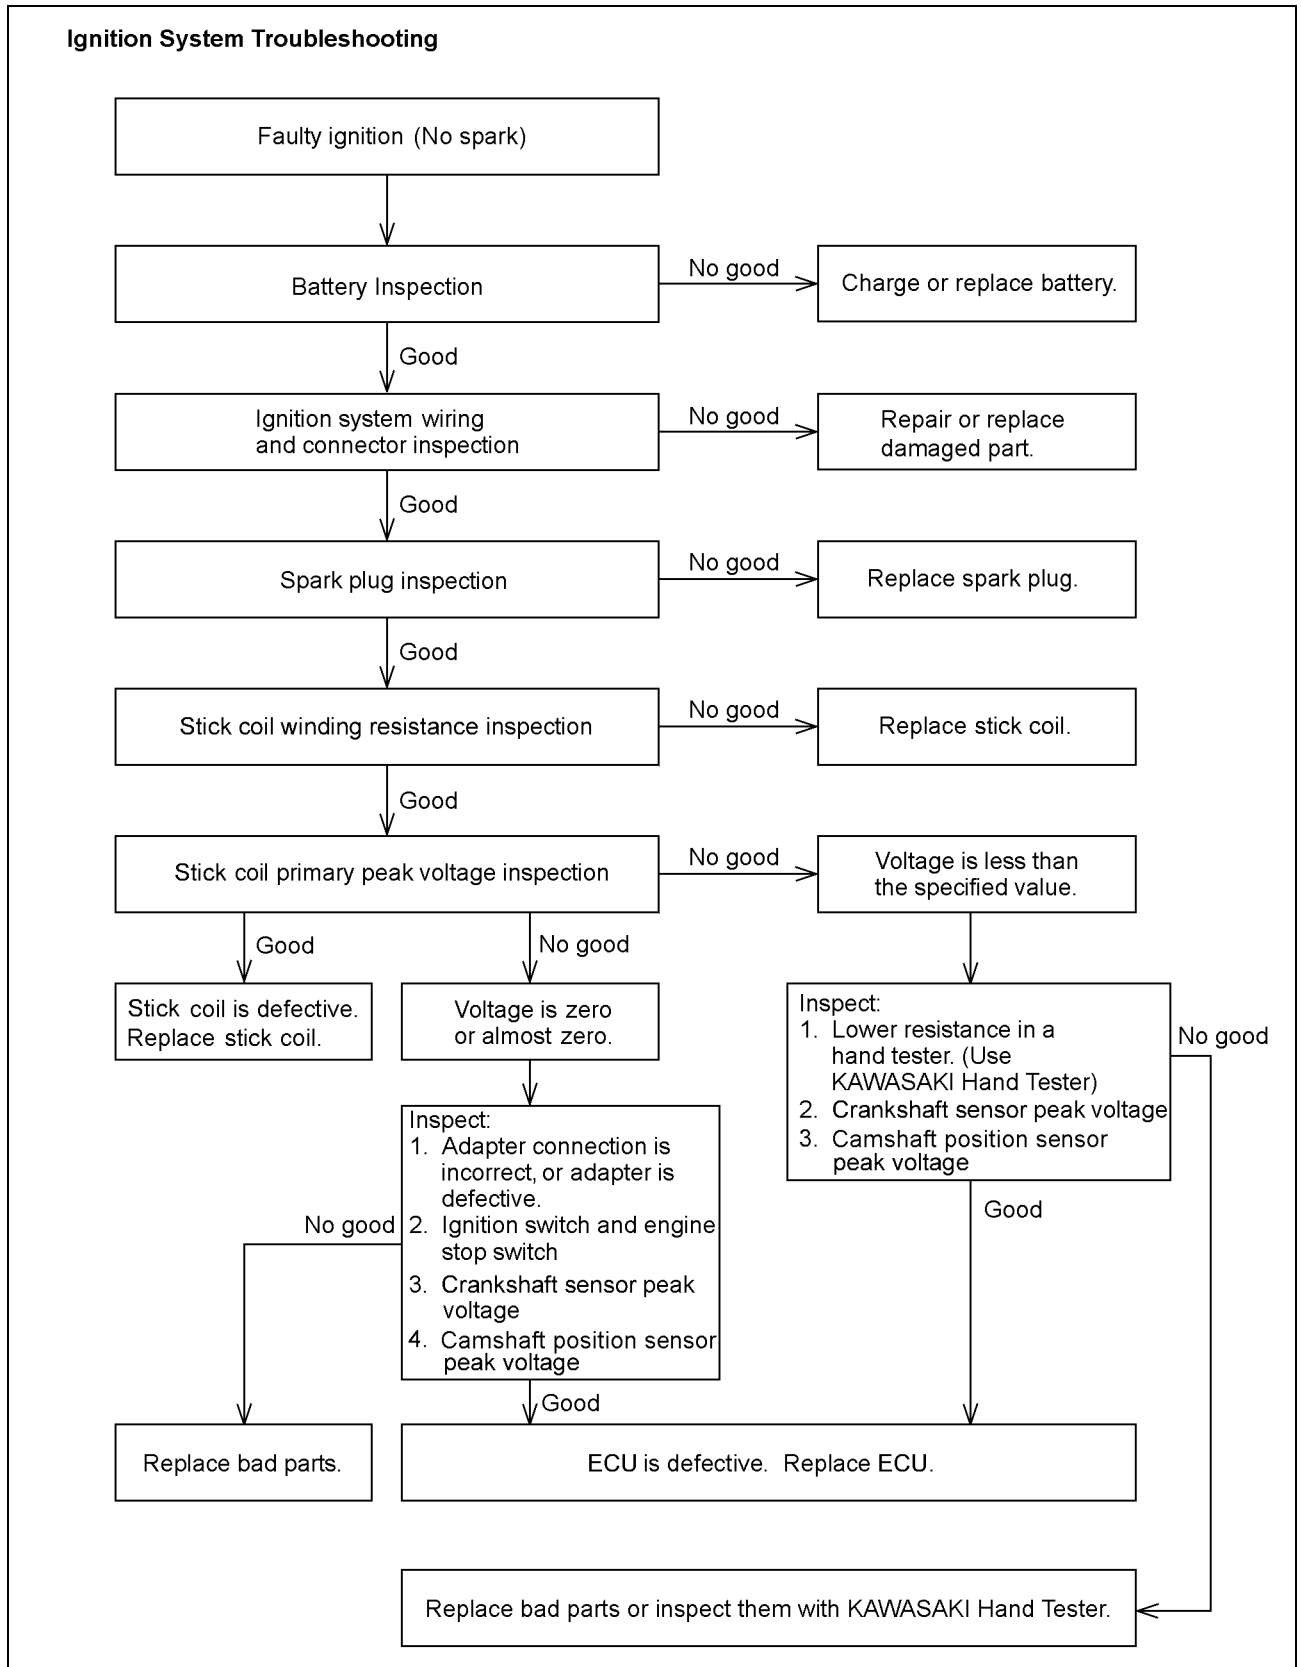 Ignition System Troubleshooting
Faulty ignition (No spark)
Battery Inspection
No good
Charge or replace battery.
Good
Ignition system wiring
and connector inspection
No good
Repair or replace
damaged part.
Good
Spark plug inspection
No good
Replace spark plug.
Good
Stick coil winding resistance inspection
No good
Replace stick coil.
Good
Stick coil primary peak voltage inspection
No good
Voltage is less than
the specified value.
Good
No good
Stick coil is defective.
Replace stick coil.
Voltage is zero
or almost zero.
Inspect:
1. Lower resistance in a
hand tester. (Use
KAWASAKI Hand Tester)
2. Crankshaft sensor peak voltage
3. Camshaft position sensor
peak voltage
No good
Good
Inspect:
1. Adapter connection is
incorrect, or adapter is
defective.
2. Ignition switch and engine
stop switch
3. Crankshaft sensor peak
voltage
4. Camshaft position sensor
peak voltage
No good
Good
Replace bad parts.
ECU is defective. Replace ECU.
Replace bad parts or inspect them with KAWASAKI Hand Tester.